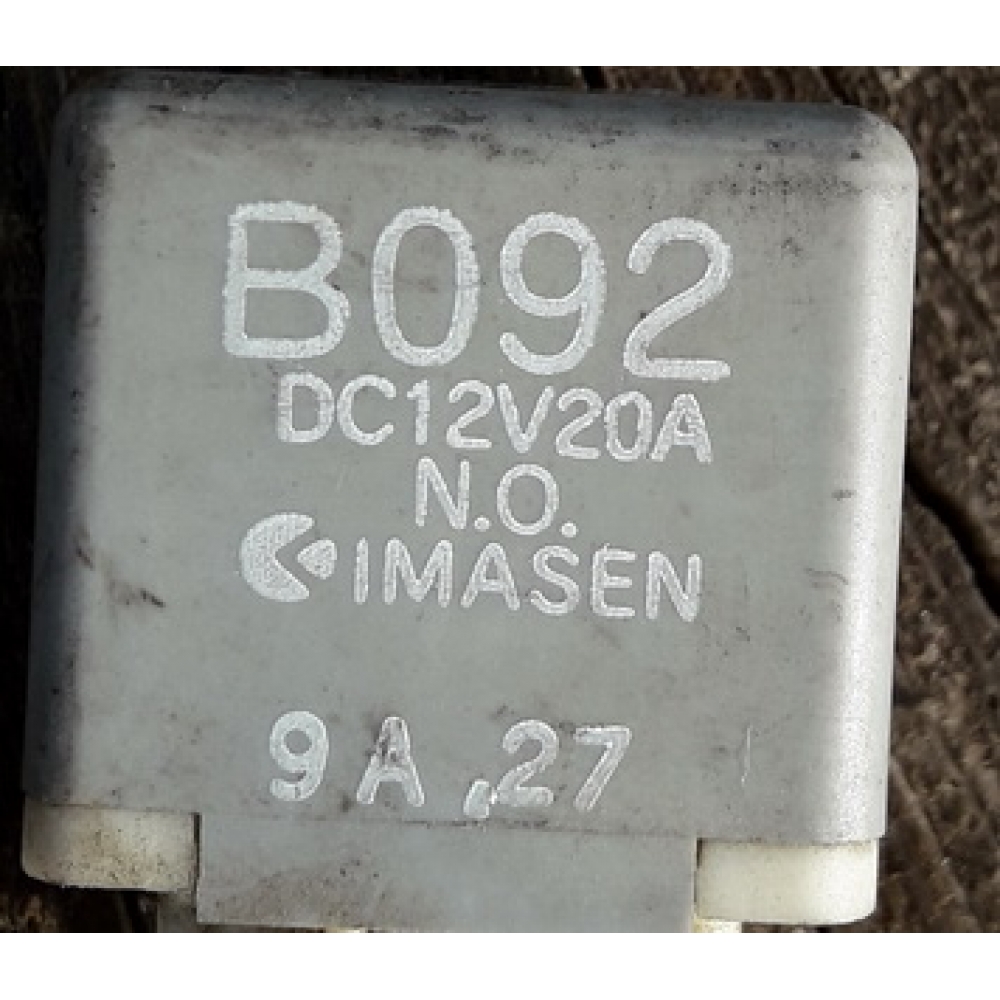 B092
DC12V20A
N.O.
IMASEN
9 A .27